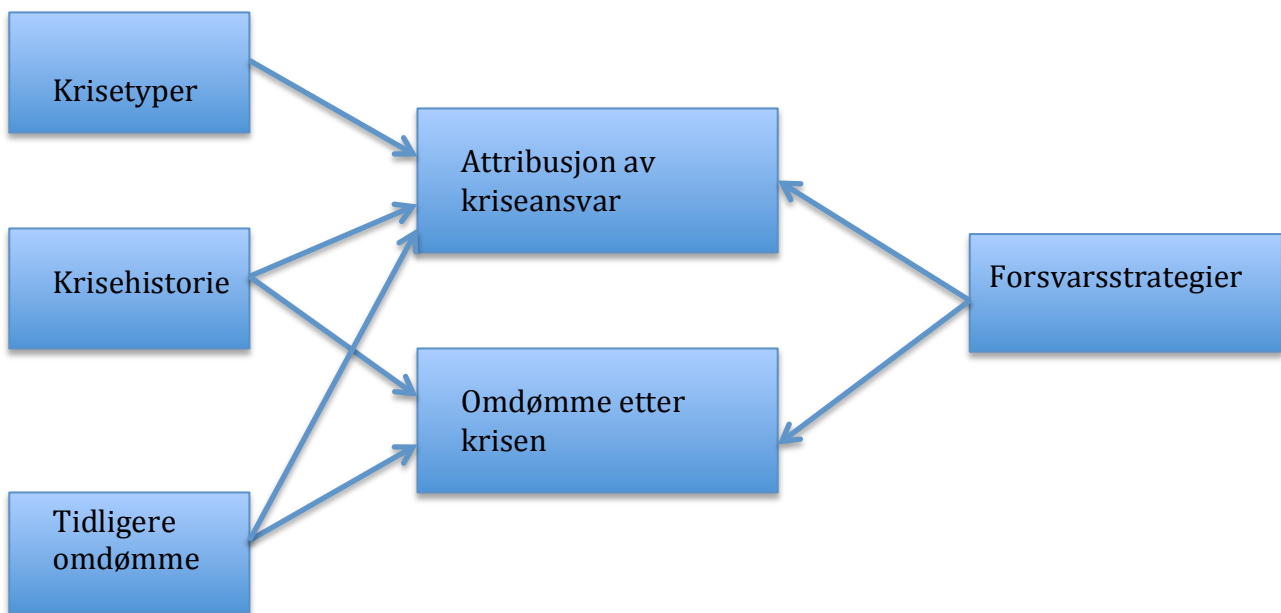 Krisetyper
Attribusjon av
kriseansvar
Krisehistorie
Forsvarsstrategier
Omdømme etter
krisen
Tidligere
omdømme